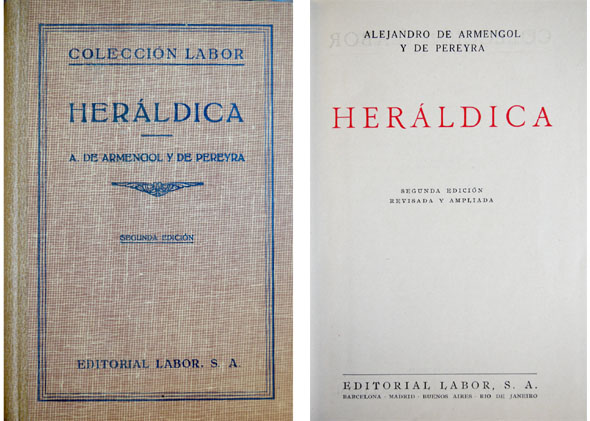 COLECCIÓN LABOR
HERÁLDICA
A. DE ARMENGOL Y DE PEREYRA
SEGUNDA EDICIÓN
EDITORIAL LABOR, S. A.
ALEJANDRO DE ARMENGOL
Y DE PEREYRA
HERÁLDICA
SEGUNDA EDICIÓN
REVISADA Y AMPLIADA
EDITORIAL LABOR, S. A.
BARCELONA - MADRID - BUENOS AIRES - RIO DE JANEIRO